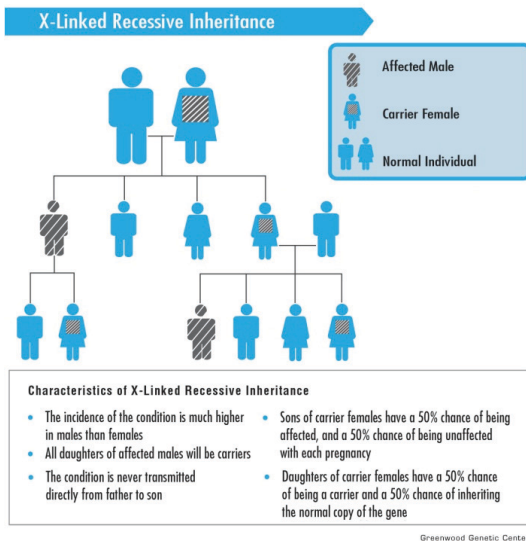 X-Linked Recessive Inheritance
Affected Male
Carrier Female
Normal Individual
Characteristics of X-Linked Recessive Inheritance
• The incidence of the condition is much higher
in males than females
• All daughters of affected males will be carriers
• The condition is never transmitted
directly from father to son
• Sons of carrier females have a 50% chance of being
affected, and a 50% chance of being unaffected
with each pregnancy
• Daughters of carrier females have a 50% chance
of being a carrier and a 50% chance of inheriting
the normal copy of the gene
Greenwood Genetic Cente